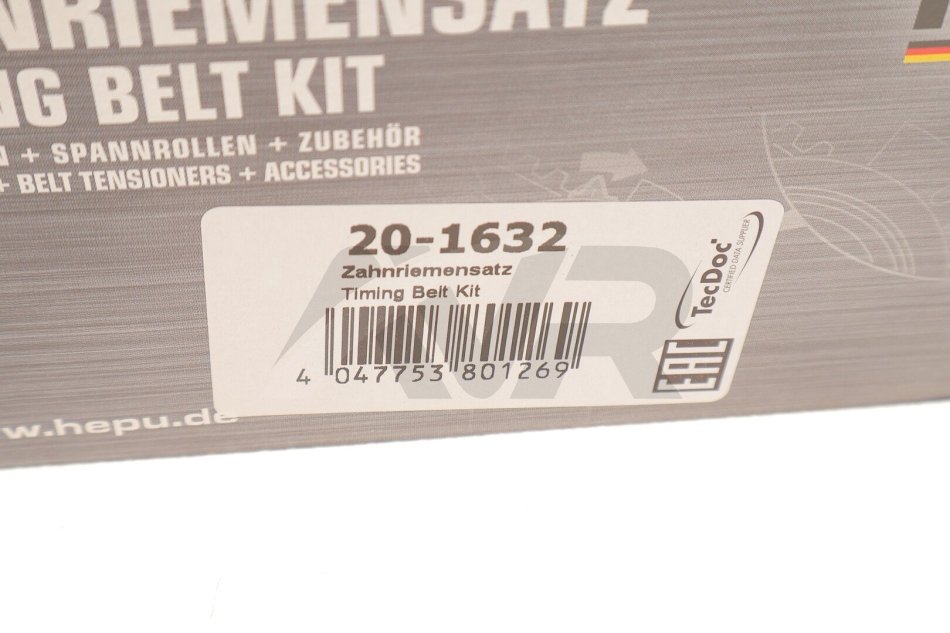 NRIEMENSATZ
NG BELT KIT
N + SPANNROLLEN + ZUBEHÖR
+ BELT TENSIONERS + ACCESSORIES
20-1632
Zahnriemensatz
Timing Belt Kit
4 047753 801269
TecDoc
CERTIFIED DATA SUPPLIER
EAC
w.hepu.de